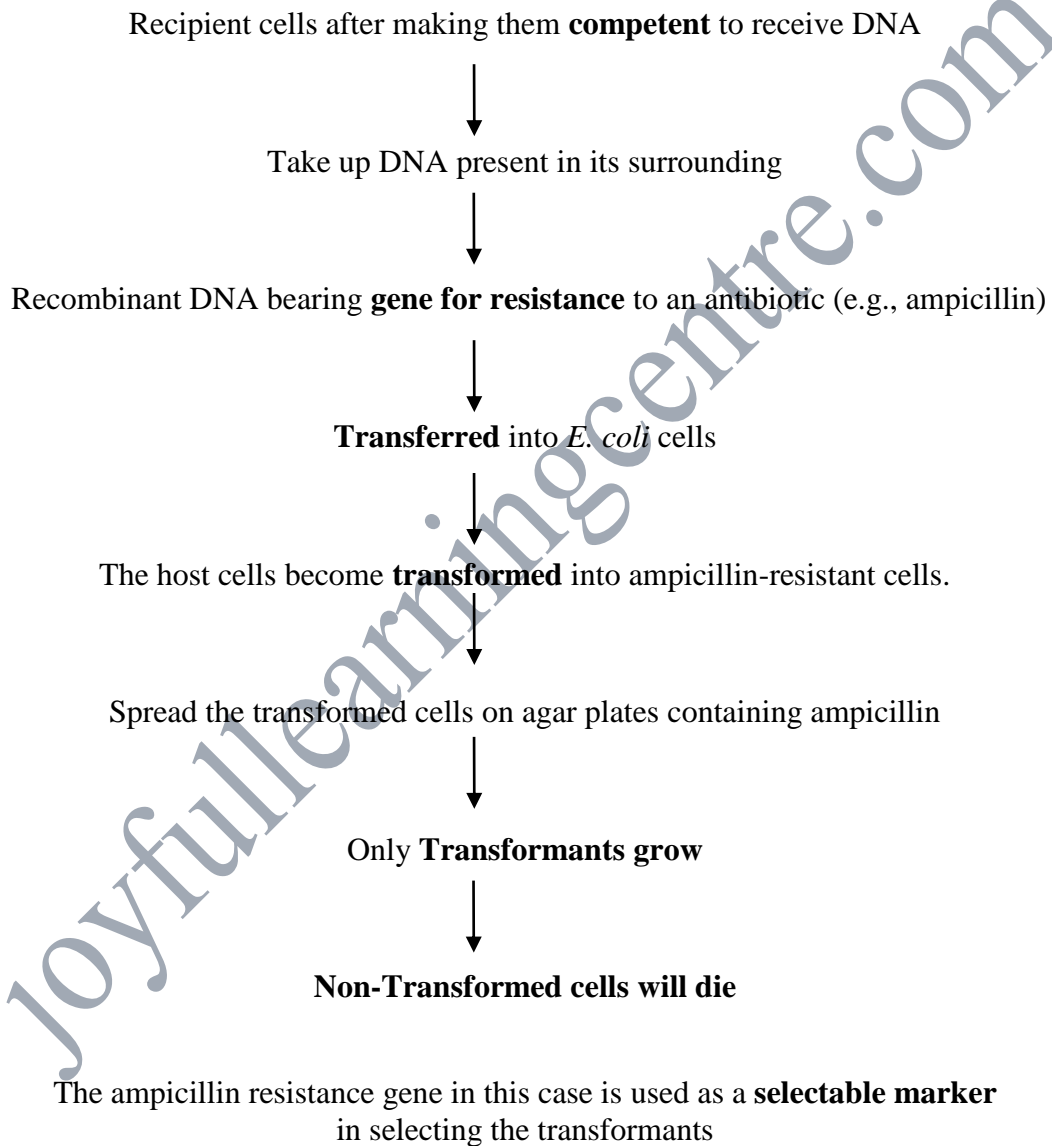 Recipient cells after making them competent to receive DNA
Take up DNA present in its surrounding
Recombinant DNA bearing gene for resistance to an antibiotic (e.g., ampicillin)
Transferred into E. coli cells
The host cells become transformed into ampicillin-resistant cells.
Spread the transformed cells on agar plates containing ampicillin
Only Transformants grow
Non-Transformed cells will die
The ampicillin resistance gene in this case is used as a selectable marker
in selecting the transformants
joyfullearningcentre.com